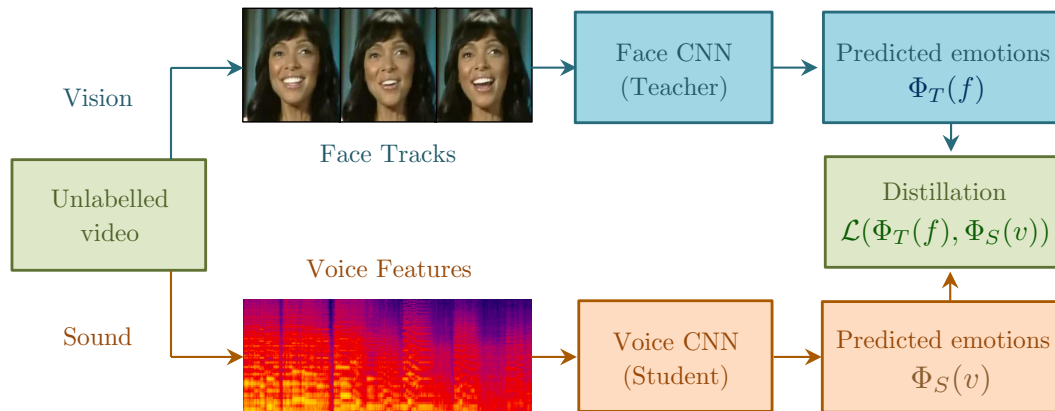 Face CNN
(Teacher)
Predicted emotions
Φ_T(f)
Vision
Face Tracks
Unlabelled
video
Distillation
ℒ(Φ_T(f), Φ_S(v))
Voice Features
Sound
Voice CNN
(Student)
Predicted emotions
Φ_S(v)